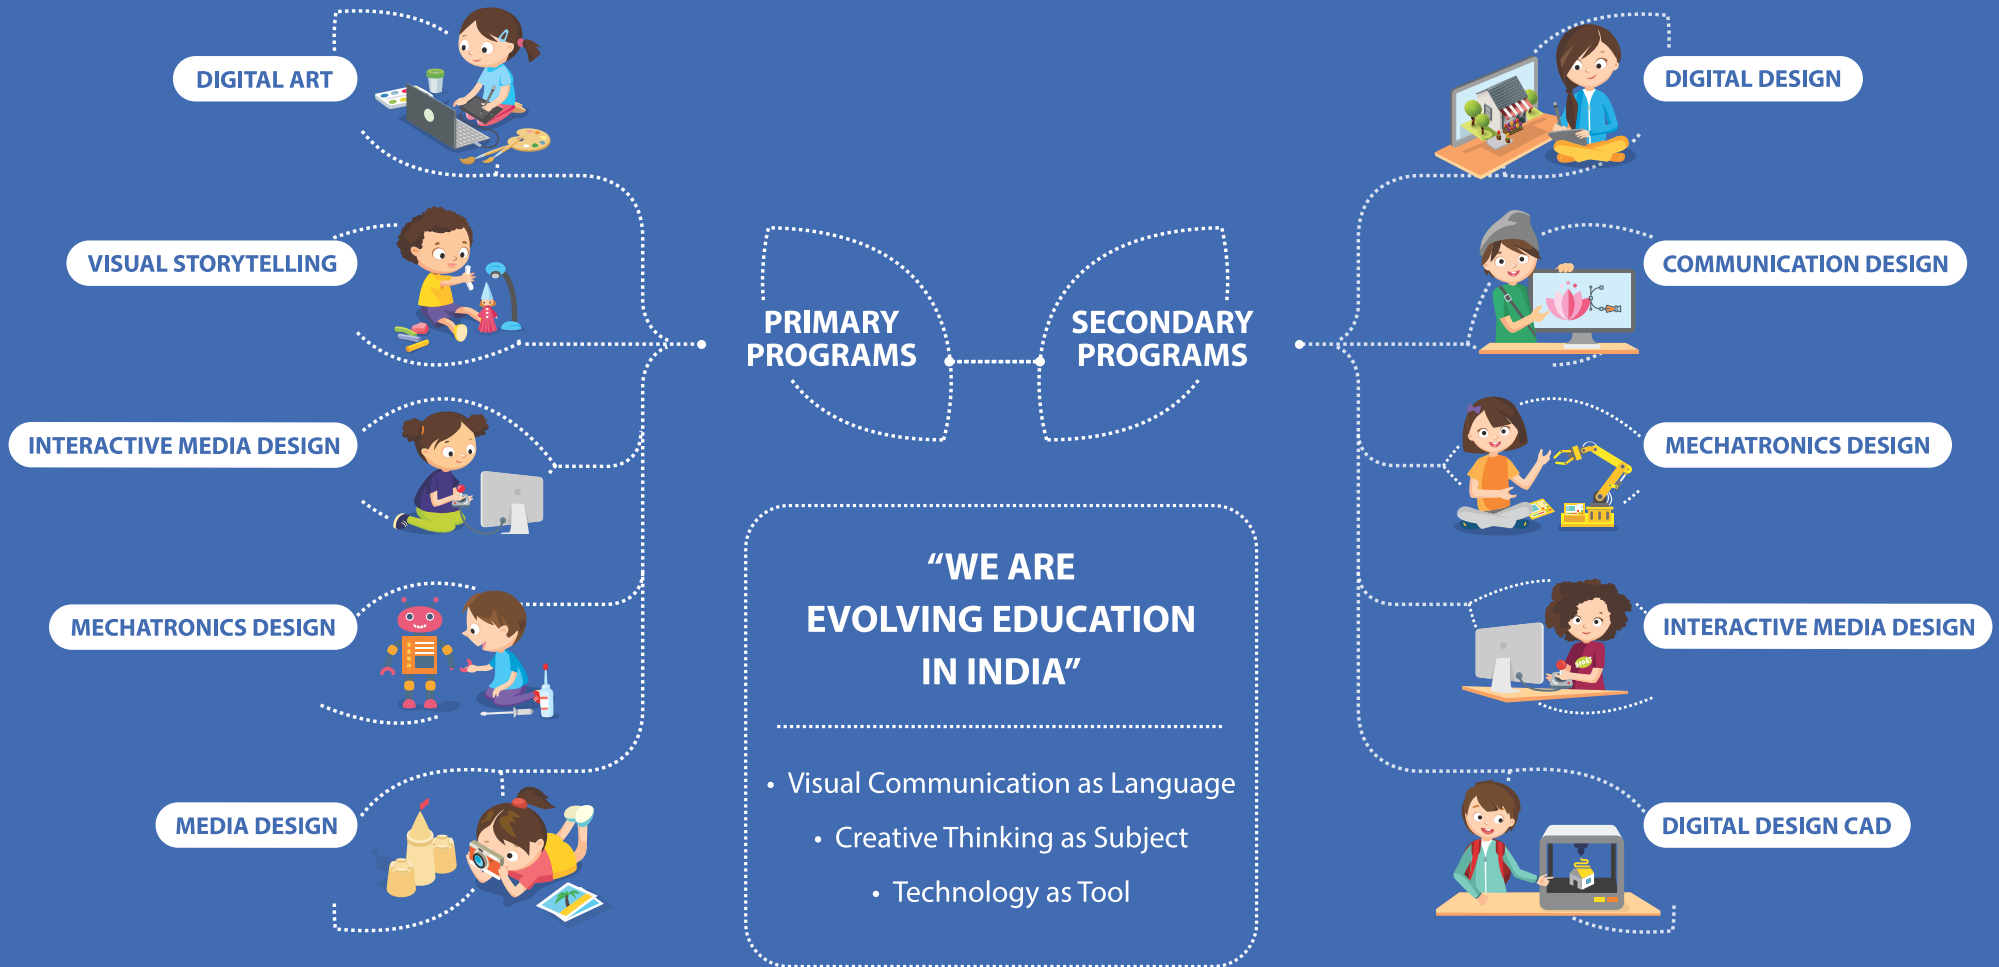 DIGITAL ART
VISUAL STORYTELLING
INTERACTIVE MEDIA DESIGN
MECHATRONICS DESIGN
MEDIA DESIGN
PRIMARY
PROGRAMS
SECONDARY
PROGRAMS
“WE ARE
EVOLVING EDUCATION
IN INDIA”
• Visual Communication as Language
• Creative Thinking as Subject
• Technology as Tool
DIGITAL DESIGN
COMMUNICATION DESIGN
MECHATRONICS DESIGN
INTERACTIVE MEDIA DESIGN
DIGITAL DESIGN CAD